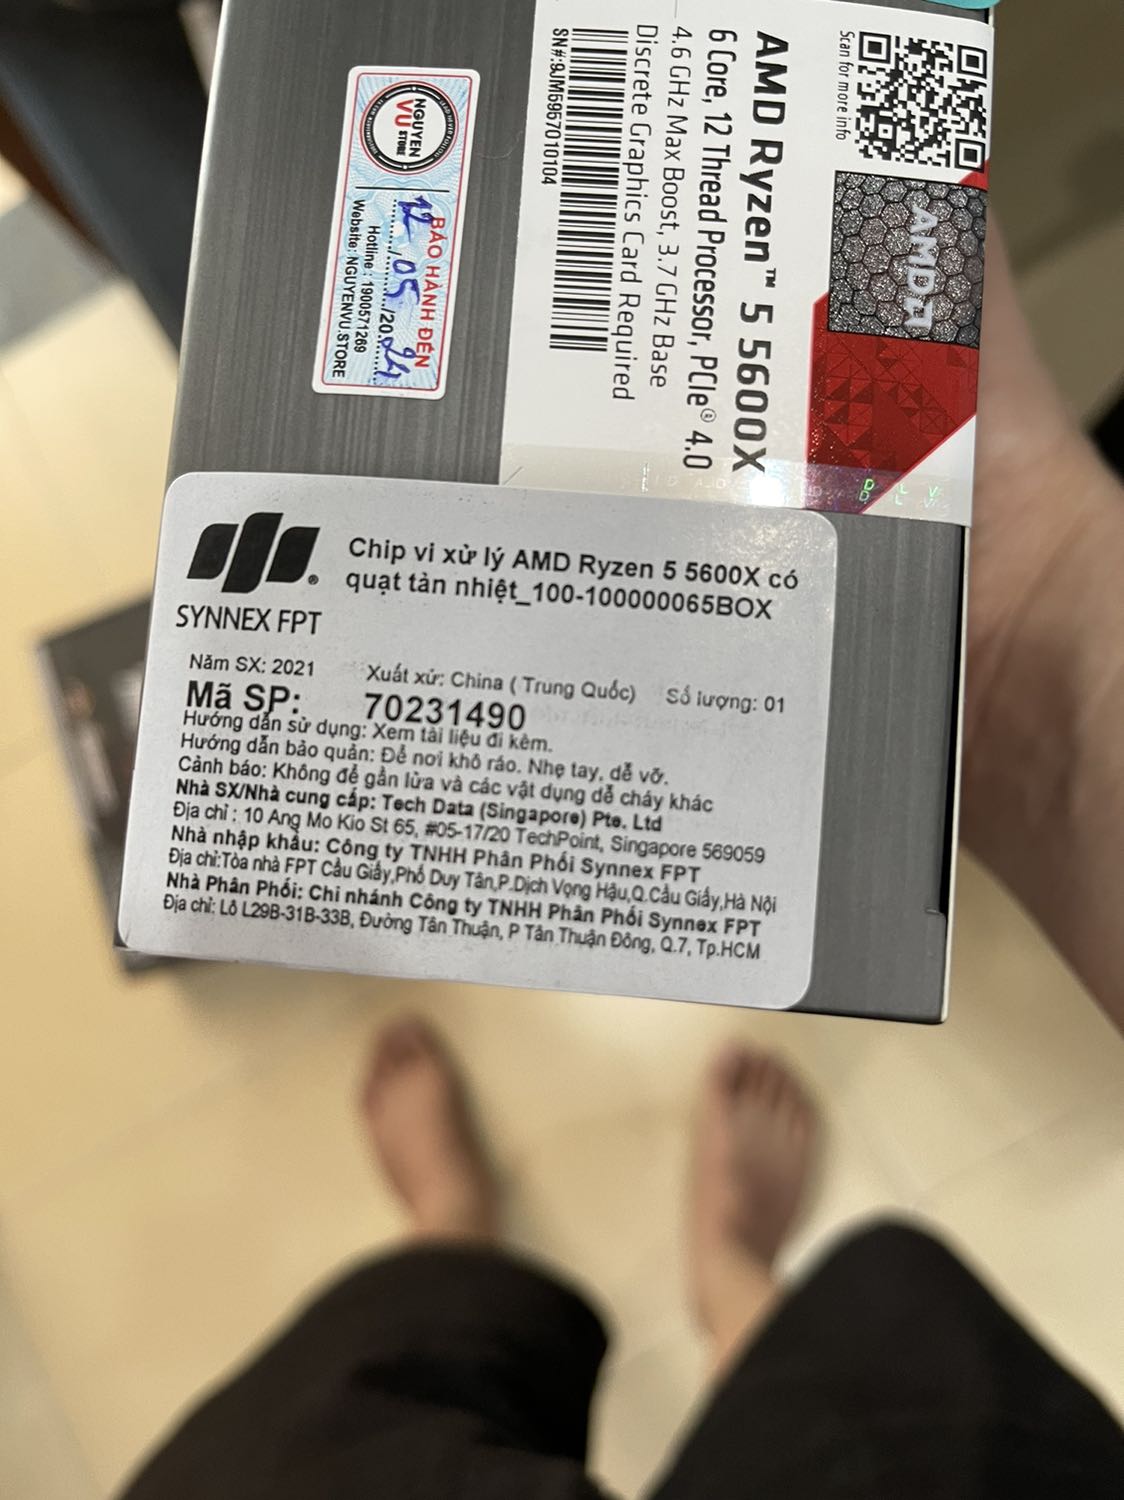 Scan for more info
AMD
AMD Ryzen™ 5 5600X
6 Core, 12 Thread Processor, PCIe® 4.0
4.6 GHz Max Boost, 3.7 GHz Base
Discrete Graphics Card Required
SN#:9JM5967010104
NGUYEN
VU STORE
BẢO HÀNH ĐẾN
12/05/2024
Hotline : 1900571269
Website: NGUYENVU.STORE
SYNNEX FPT
Chip vi xử lý AMD Ryzen 5 5600X có
quạt tản nhiệt_100-100000065BOX
Năm SX: 2021 Xuất xứ: China ( Trung Quốc) Số lượng: 01
Mã SP: 70231490
Hướng dẫn sử dụng: Xem tài liệu đi kèm.
Hướng dẫn bảo quản: Để nơi khô ráo. Nhẹ tay, dễ vỡ.
Cảnh báo: Không để gần lửa và các vật dụng dễ cháy khác
Nhà SX/Nhà cung cấp: Tech Data (Singapore) Pte. Ltd
Địa chỉ : 10 Ang Mo Kio St 65, #05-17/20 TechPoint, Singapore 569059
Nhà nhập khẩu: Công ty TNHH Phân Phối Synnex FPT
Địa chỉ:Tòa nhà FPT Cầu Giấy,Phố Duy Tân,P.Dịch Vọng Hậu,Q.Cầu Giấy,Hà Nội
Nhà Phân Phối: Chi nhánh Công ty TNHH Phân Phối Synnex FPT
Địa chỉ: Lô L29B-31B-33B, Đường Tân Thuận, P Tân Thuận Đông, Q.7, Tp.HCM